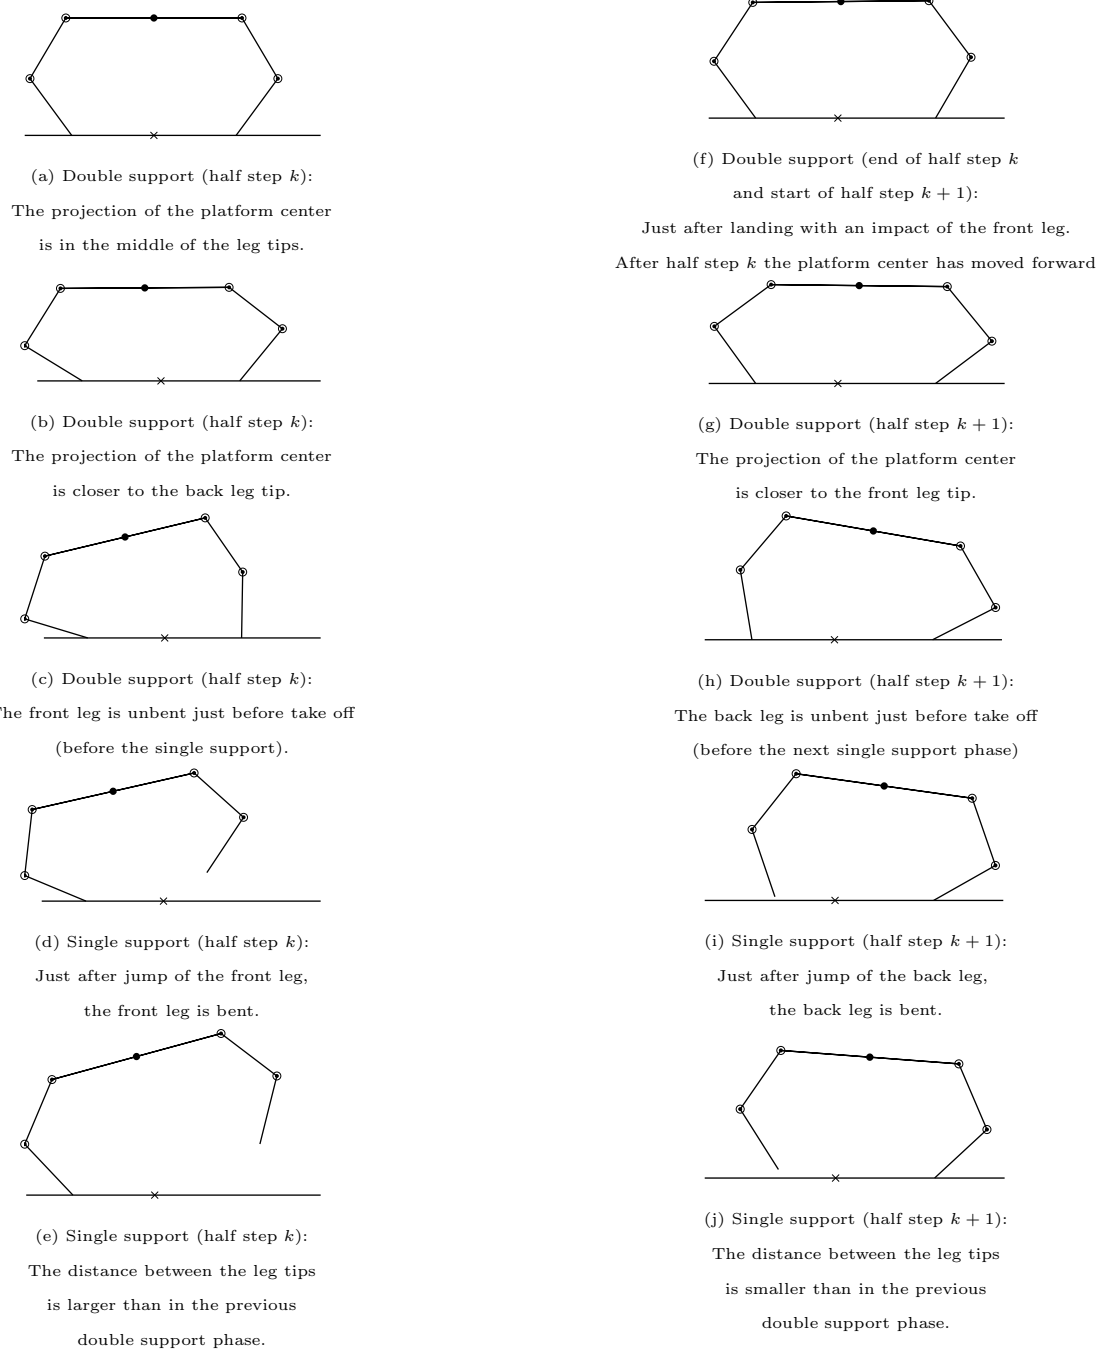 (a) Double support (half step k):
The projection of the platform center
is in the middle of the leg tips.
(b) Double support (half step k):
The projection of the platform center
is closer to the back leg tip.
(c) Double support (half step k):
front leg is unbent just before take off
(before the single support).
(d) Single support (half step k):
Just after jump of the front leg,
the front leg is bent.
(e) Single support (half step k):
The distance between the leg tips
is larger than in the previous
double support phase.
(f) Double support (end of half step k
and start of half step k + 1):
Just after landing with an impact of the front leg.
After half step k the platform center has moved forward
(g) Double support (half step k + 1):
The projection of the platform center
is closer to the front leg tip.
(h) Double support (half step k + 1):
The back leg is unbent just before take off
(before the next single support phase)
(i) Single support (half step k + 1):
Just after jump of the back leg,
the back leg is bent.
(j) Single support (half step k + 1):
The distance between the leg tips
is smaller than in the previous
double support phase.